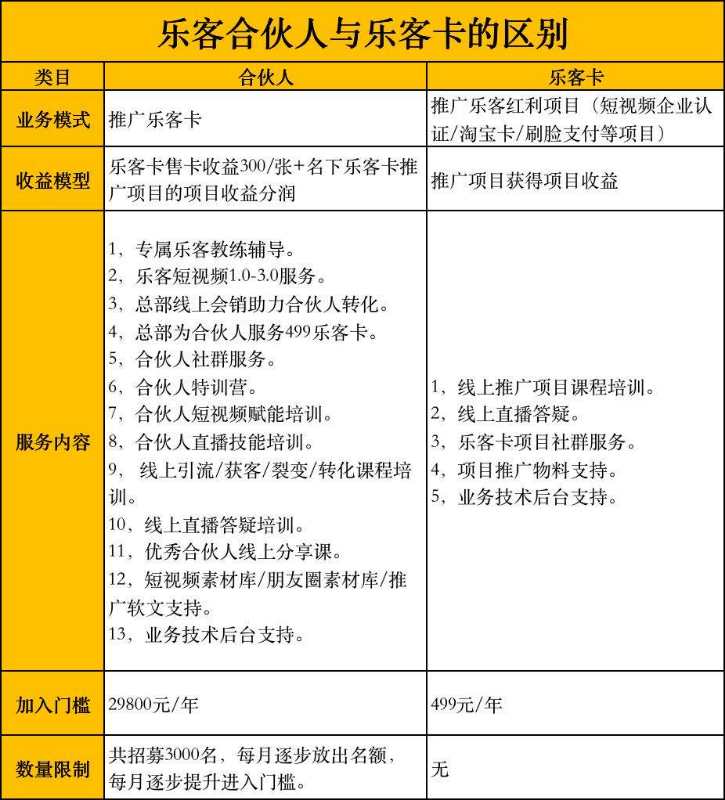 乐客合伙人与乐客卡的区别
类目
合伙人
乐客卡
业务模式
推广乐客卡
推广乐客红利项目（短视频企业认
证/淘宝卡/刷脸支付等项目）
收益模型
乐客卡售卡收益300/张+名下乐客卡推
广项目的项目收益分润
推广项目获得项目收益
服务内容
1，专属乐客教练辅导。
2，乐客短视频1.0-3.0服务。
3，总部线上会销助力合伙人转化。
4，总部为合伙人服务499乐客卡。
5，合伙人社群服务。
6，合伙人特训营。
7，合伙人短视频赋能培训。
8，合伙人直播技能培训。
9， 线上引流/获客/裂变/转化课程培
训。
10，线上直播答疑培训。
11，优秀合伙人线上分享课。
12，短视频素材库/朋友圈素材库/推
广软文支持。
13，业务技术后台支持。
1，线上推广项目课程培训。
2，线上直播答疑。
3，乐客卡项目社群服务。
4，项目推广物料支持。
5，业务技术后台支持。
加入门槛
29800元/年
499元/年
数量限制
共招募3000名，每月逐步放出名额，
每月逐步提升进入门槛。
无